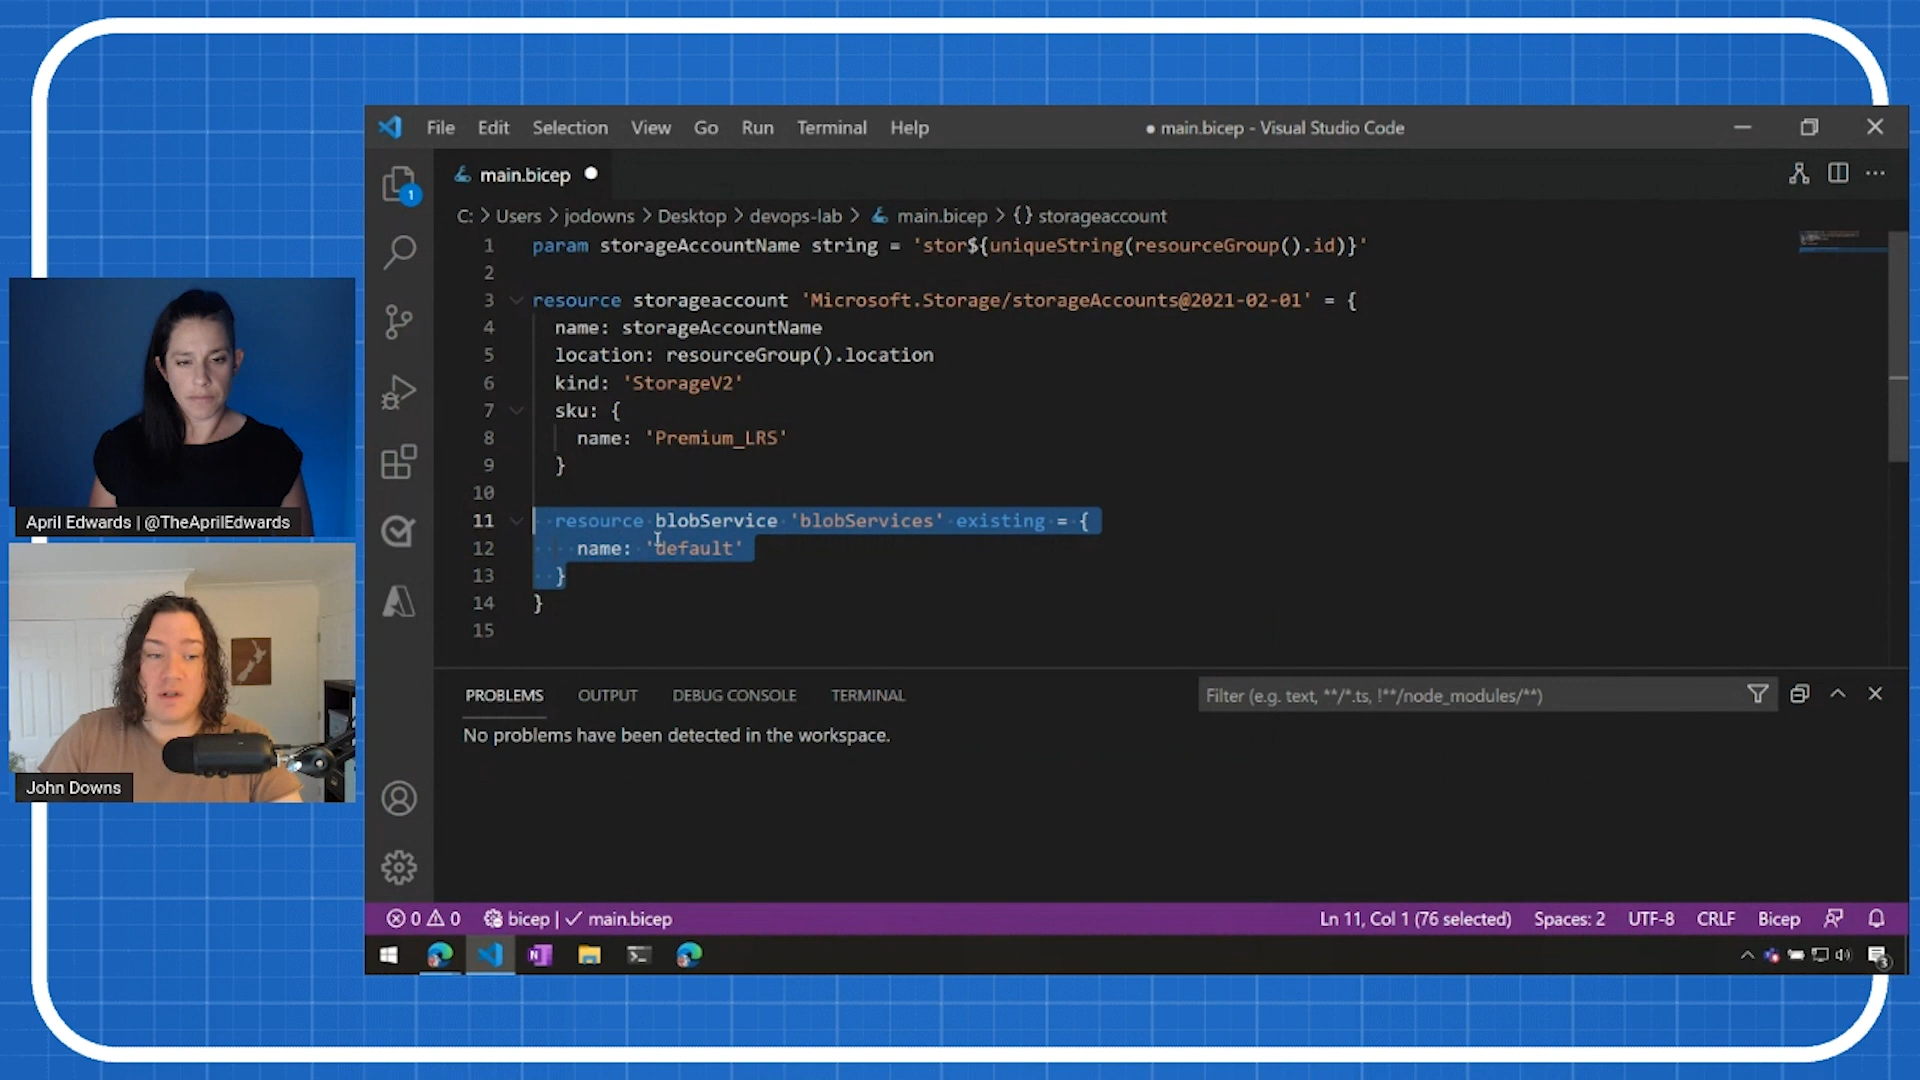 File Edit Selection View Go Run Terminal Help
● main.bicep - Visual Studio Code
1
main.bicep
C: > Users > jodowns > Desktop > devops-lab > main.bicep > {} storageaccount
1 param storageAccountName string = 'stor${uniqueString(resourceGroup().id)}'
2
3 resource storageaccount 'Microsoft.Storage/storageAccounts@2021-02-01' = {
4 name: storageAccountName
5 location: resourceGroup().location
6 kind: 'StorageV2'
7 sku: {
8 name: 'Premium_LRS'
9 }
10
11 resource blobService 'blobServices' existing = {
12 name: 'default'
13 }
14 }
15
PROBLEMS OUTPUT DEBUG CONSOLE TERMINAL
Filter (e.g. text, **/*.ts, !**/node_modules/**)
No problems have been detected in the workspace.
0 0 bicep | ✓ main.bicep
Ln 11, Col 1 (76 selected) Spaces: 2 UTF-8 CRLF Bicep
N
3
April Edwards | @TheAprilEdwards
John Downs